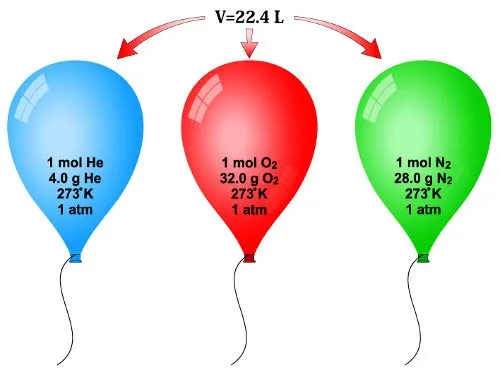 V=22.4 L
1 mol He
4.0 g He
273°K
1 atm
1 mol O₂
32.0 g O₂
273°K
1 atm
1 mol N₂
28.0 g N₂
273°K
1 atm